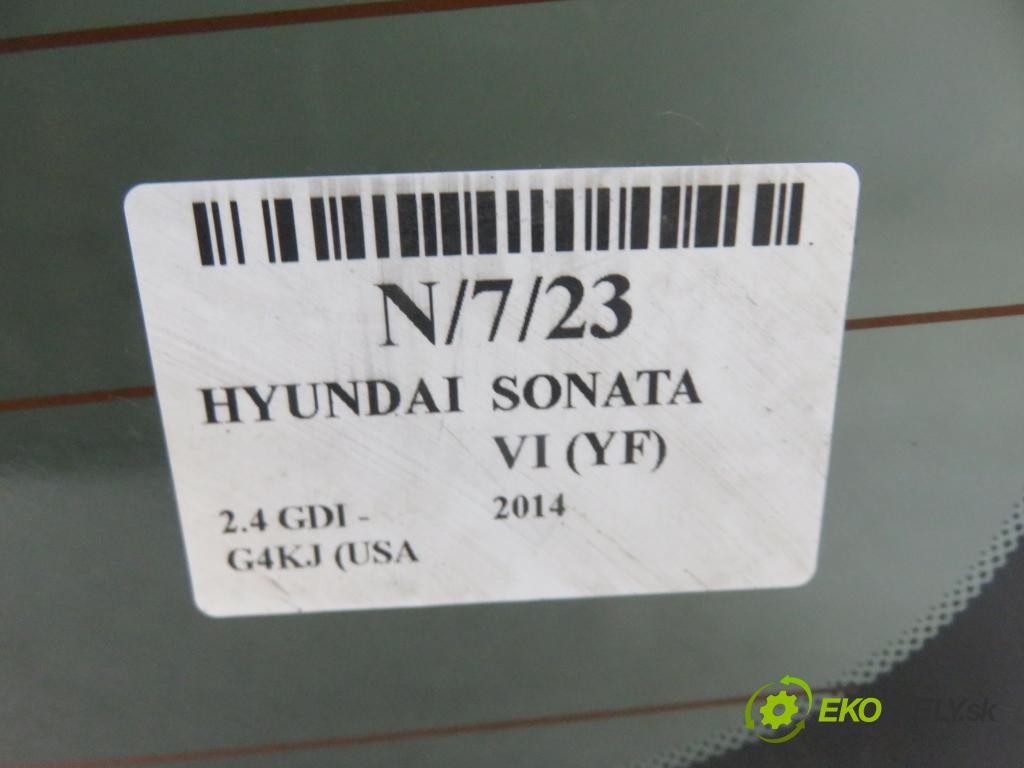 N/7/23
HYUNDAI SONATA
VI (YF)
2.4 GDI - 2014
G4KJ (USA
EKO